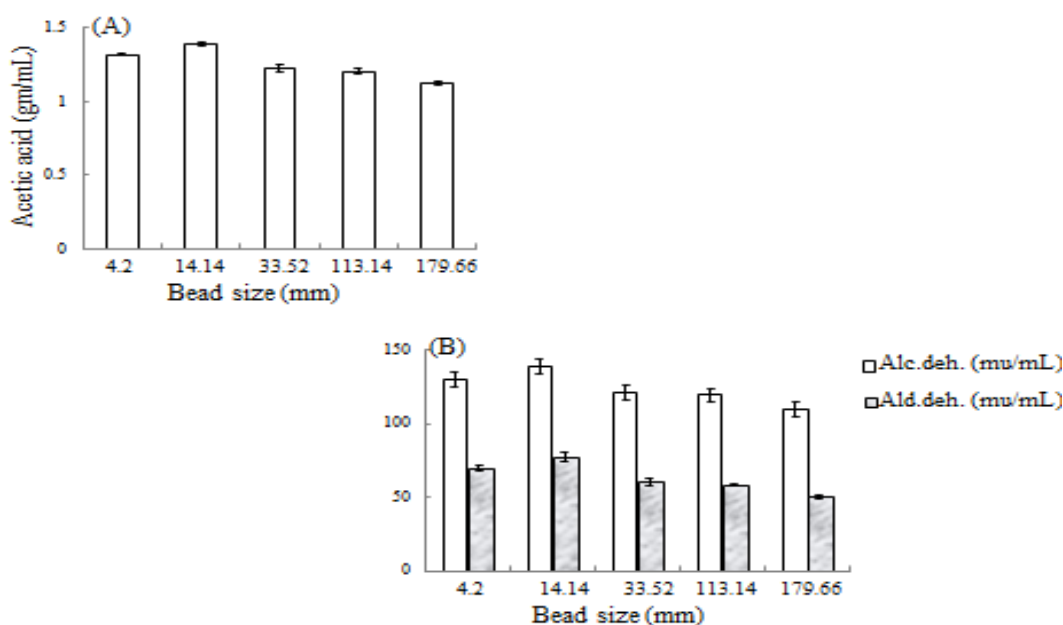 (A)
Acetic acid (gm/mL)
1.5
1
0.5
0
4.2 14.14 33.52 113.14 179.66
Bead size (mm)
(B)
150
100
50
0
4.2 14.14 33.52 113.14 179.66
Bead size (mm)
Alc.deh. (mu/mL)
Ald.deh. (mu/mL)